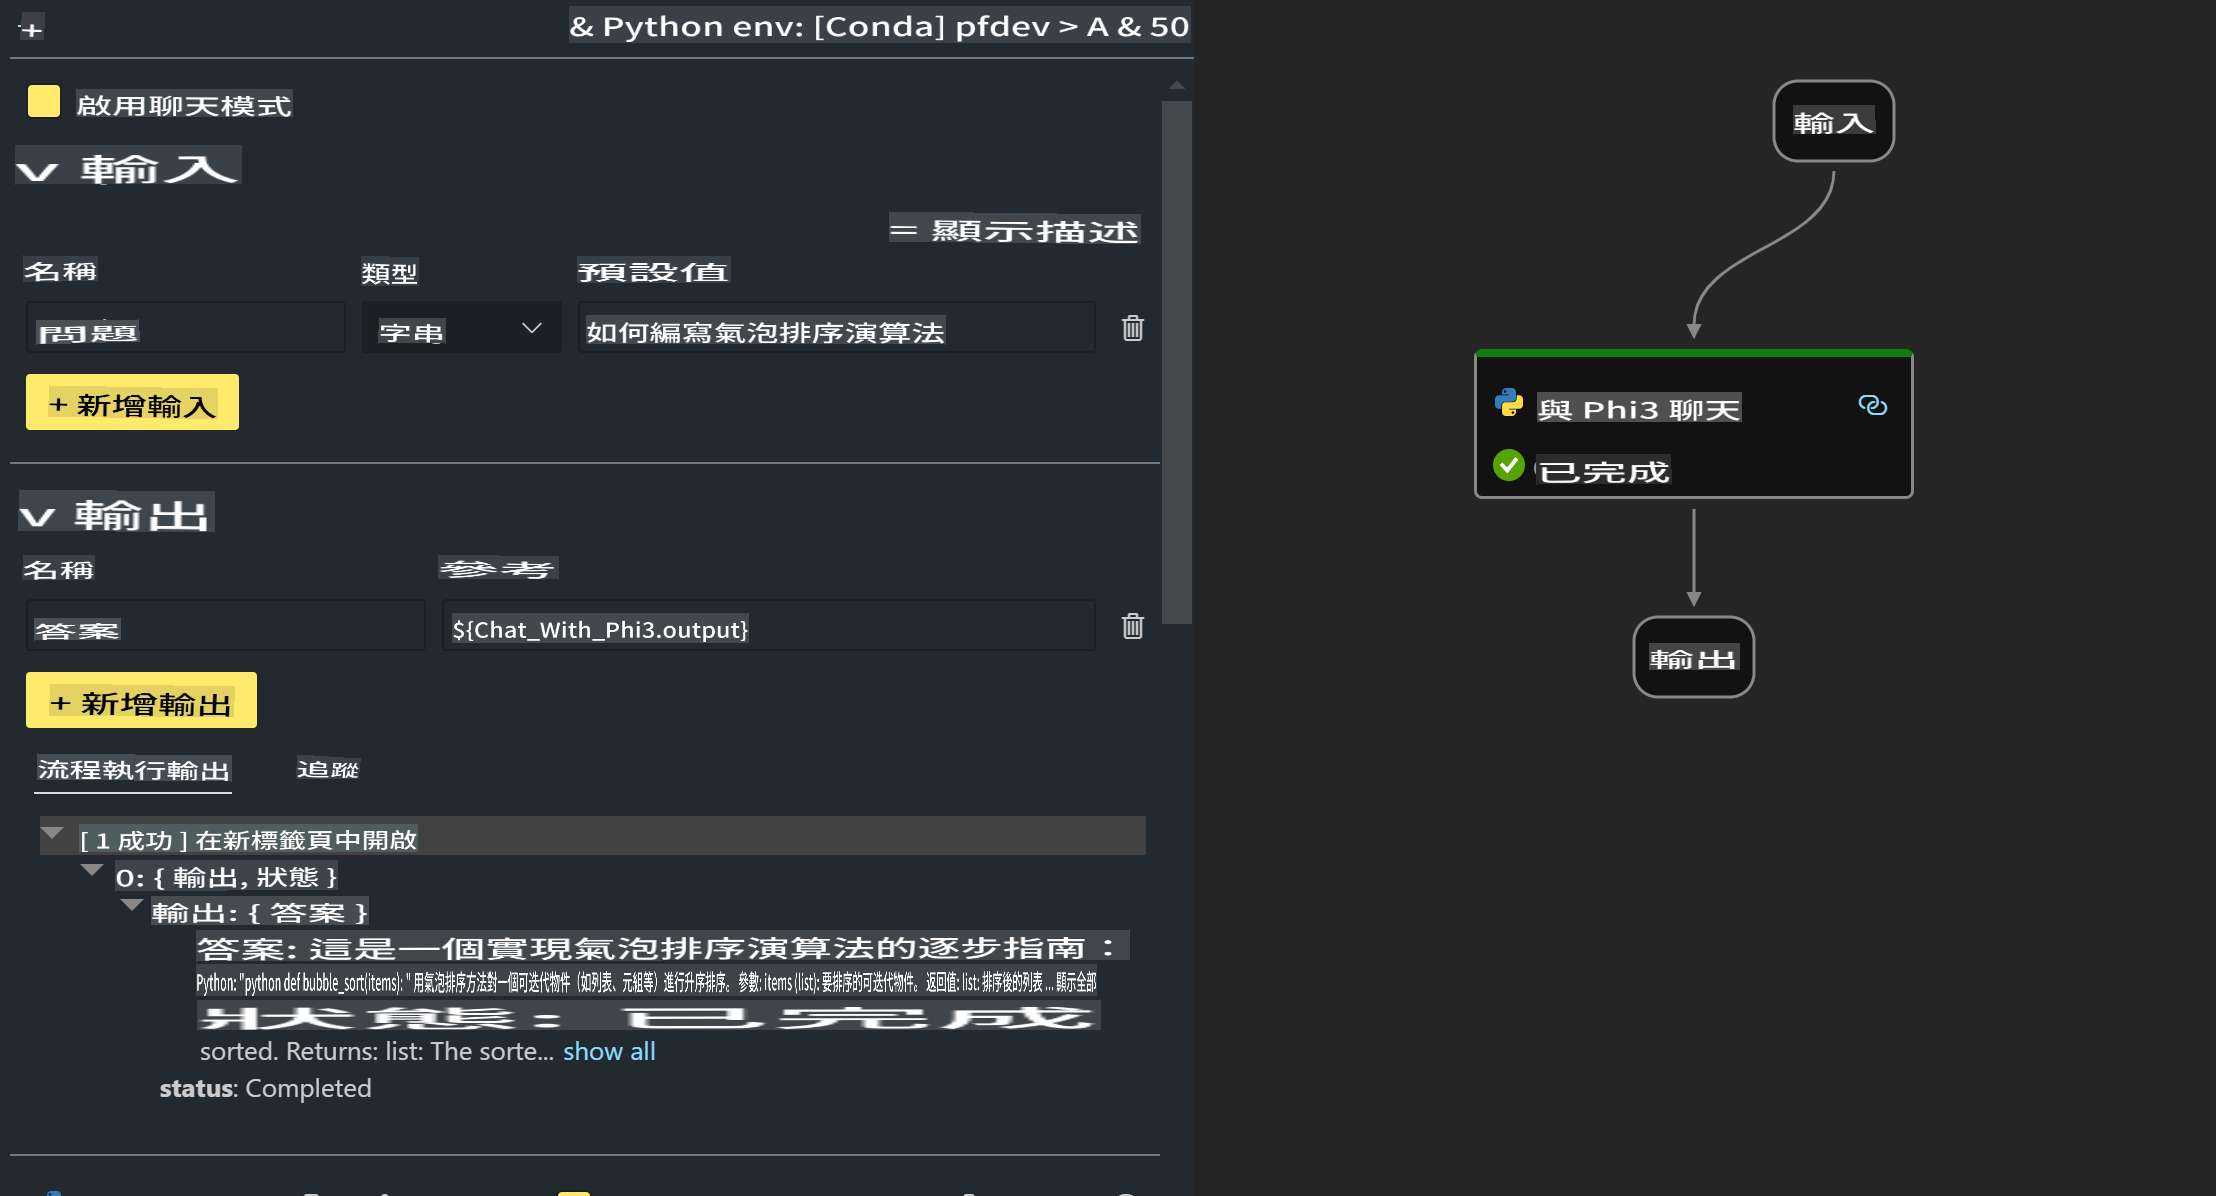 +
& Python env: [Conda] pfdev > A & 50
啟用聊天模式
v 輸入
= 顯示描述
名稱 類型 預設值
問題 字串 如何編寫氣泡排序演算法
+ 新增輸入
v 輸出
名稱 參考
答案 ${Chat_With_Phi3.output}
+ 新增輸出
流程執行輸出 追蹤
[ 1 成功 ] 在新標籤頁中開啟
0: { 輸出, 狀態 }
輸出: { 答案 }
答案: 這是一個實現氣泡排序演算法的逐步指南：
Python: "python def bubble_sort(items): " 用氣泡排序方法對一個可迭代物件（如列表、元組等）進行升序排序。 參數: items (list): 要排序的可迭代物件。 返回值: list: 排序後的列表 ... 顯示全部
狀態: 已完成
sorted. Returns: list: The sorte... show all
status: Completed
輸入
與 Phi3 聊天
已完成
輸出